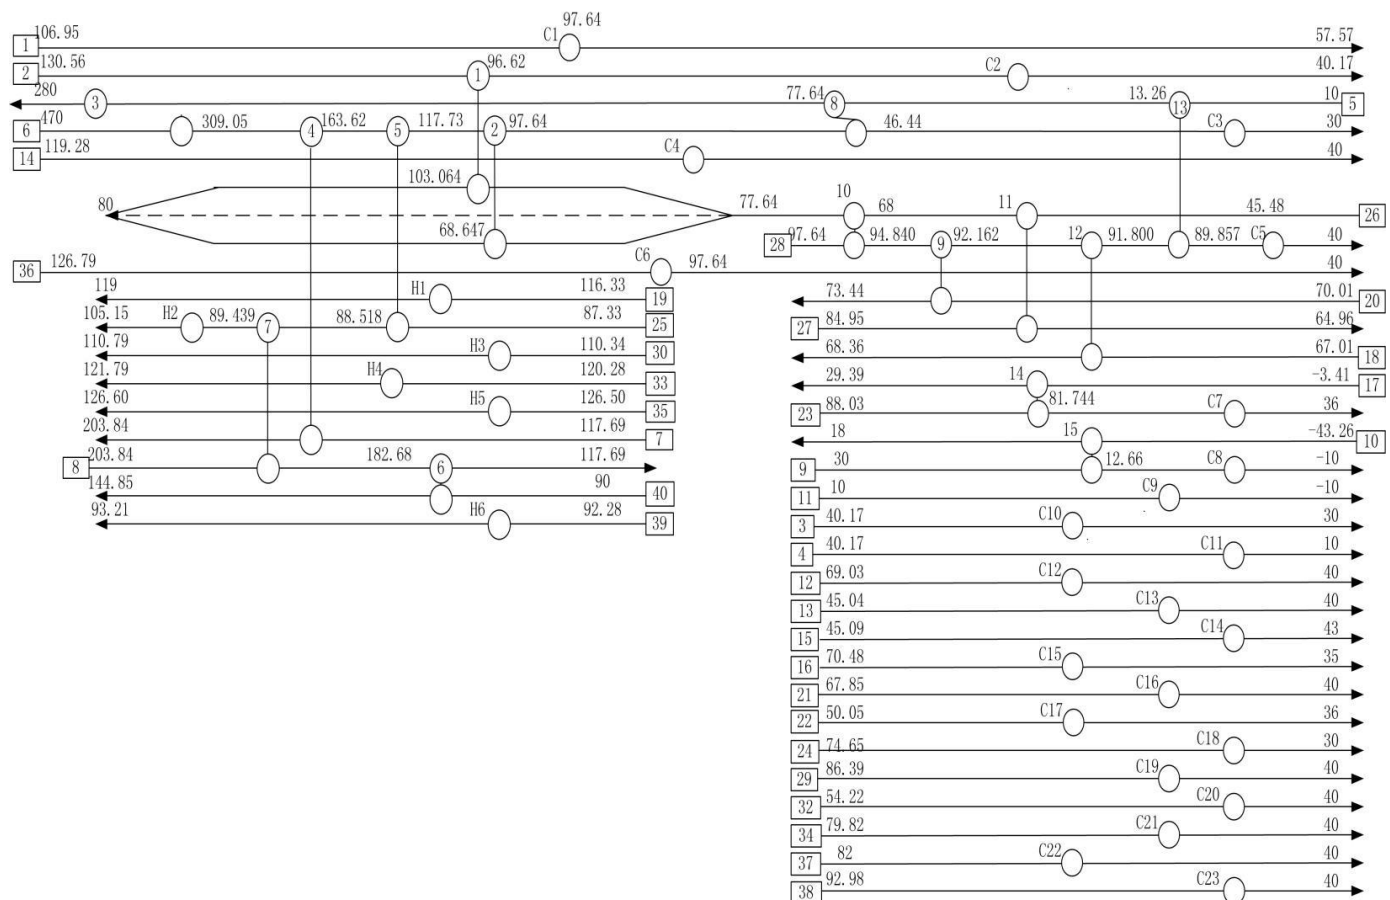 97.64
1 106.95 C1 57.57
2 130.56 1 96.62 C2 40.17
280 3 77.64 8 13.26 13 10 5
6 470 309.05 4 163.62 5 117.73 2 97.64 46.44 C3 30
14 119.28 C4 40
103.064
80 77.64 10 68 11 45.48 26
68.647 28 97.64 94.840 9 92.162 12 91.800 89.857 C5 40
36 126.79 C6 97.64 40
119 H1 116.33 19
73.44 70.01 20
105.15 H2 89.439 7 88.518 87.33 25
27 84.95 64.96
110.79 H3 110.34 30
68.36 67.01 18
121.79 H4 120.28 33
29.39 14 -3.41 17
126.60 H5 126.50 35
23 88.03 81.744 C7 36
203.84 117.69 7
18 15 -43.26 10
8 203.84 182.68 6 117.69
9 30 12.66 C8 -10
144.85 90 40
11 10 C9 -10
93.21 H6 92.28 39
3 40.17 C10 30
4 40.17 C11 10
12 69.03 C12 40
13 45.04 C13 40
15 45.09 C14 43
16 70.48 C15 35
21 67.85 C16 40
22 50.05 C17 36
24 74.65 C18 30
29 86.39 C19 40
32 54.22 C20 40
34 79.82 C21 40
37 82 C22 40
38 92.98 C23 40